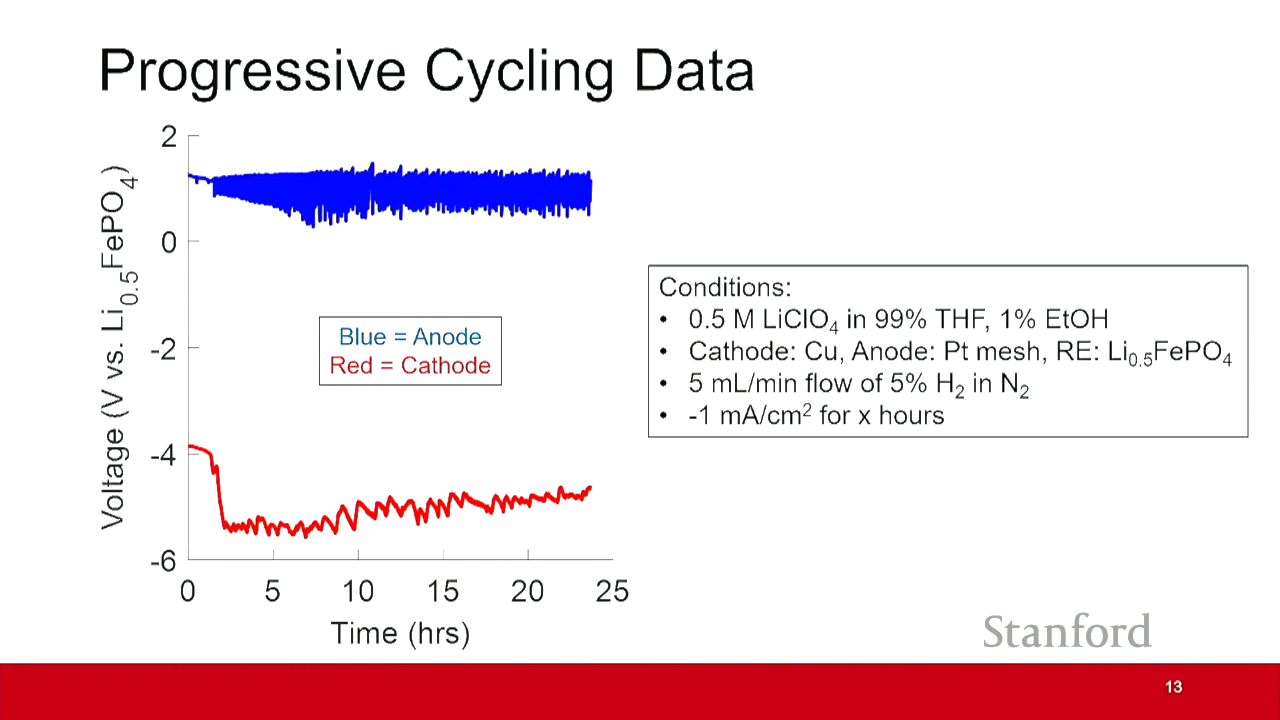 Progressive Cycling Data
2
0
-2
-4
-6
Voltage (V vs. Li0.5FePO4)
0 5 10 15 20 25
Time (hrs)
Blue = Anode
Red = Cathode
Conditions:
• 0.5 M LiClO4 in 99% THF, 1% EtOH
• Cathode: Cu, Anode: Pt mesh, RE: Li0.5FePO4
• 5 mL/min flow of 5% H2 in N2
• -1 mA/cm2 for x hours
Stanford
13